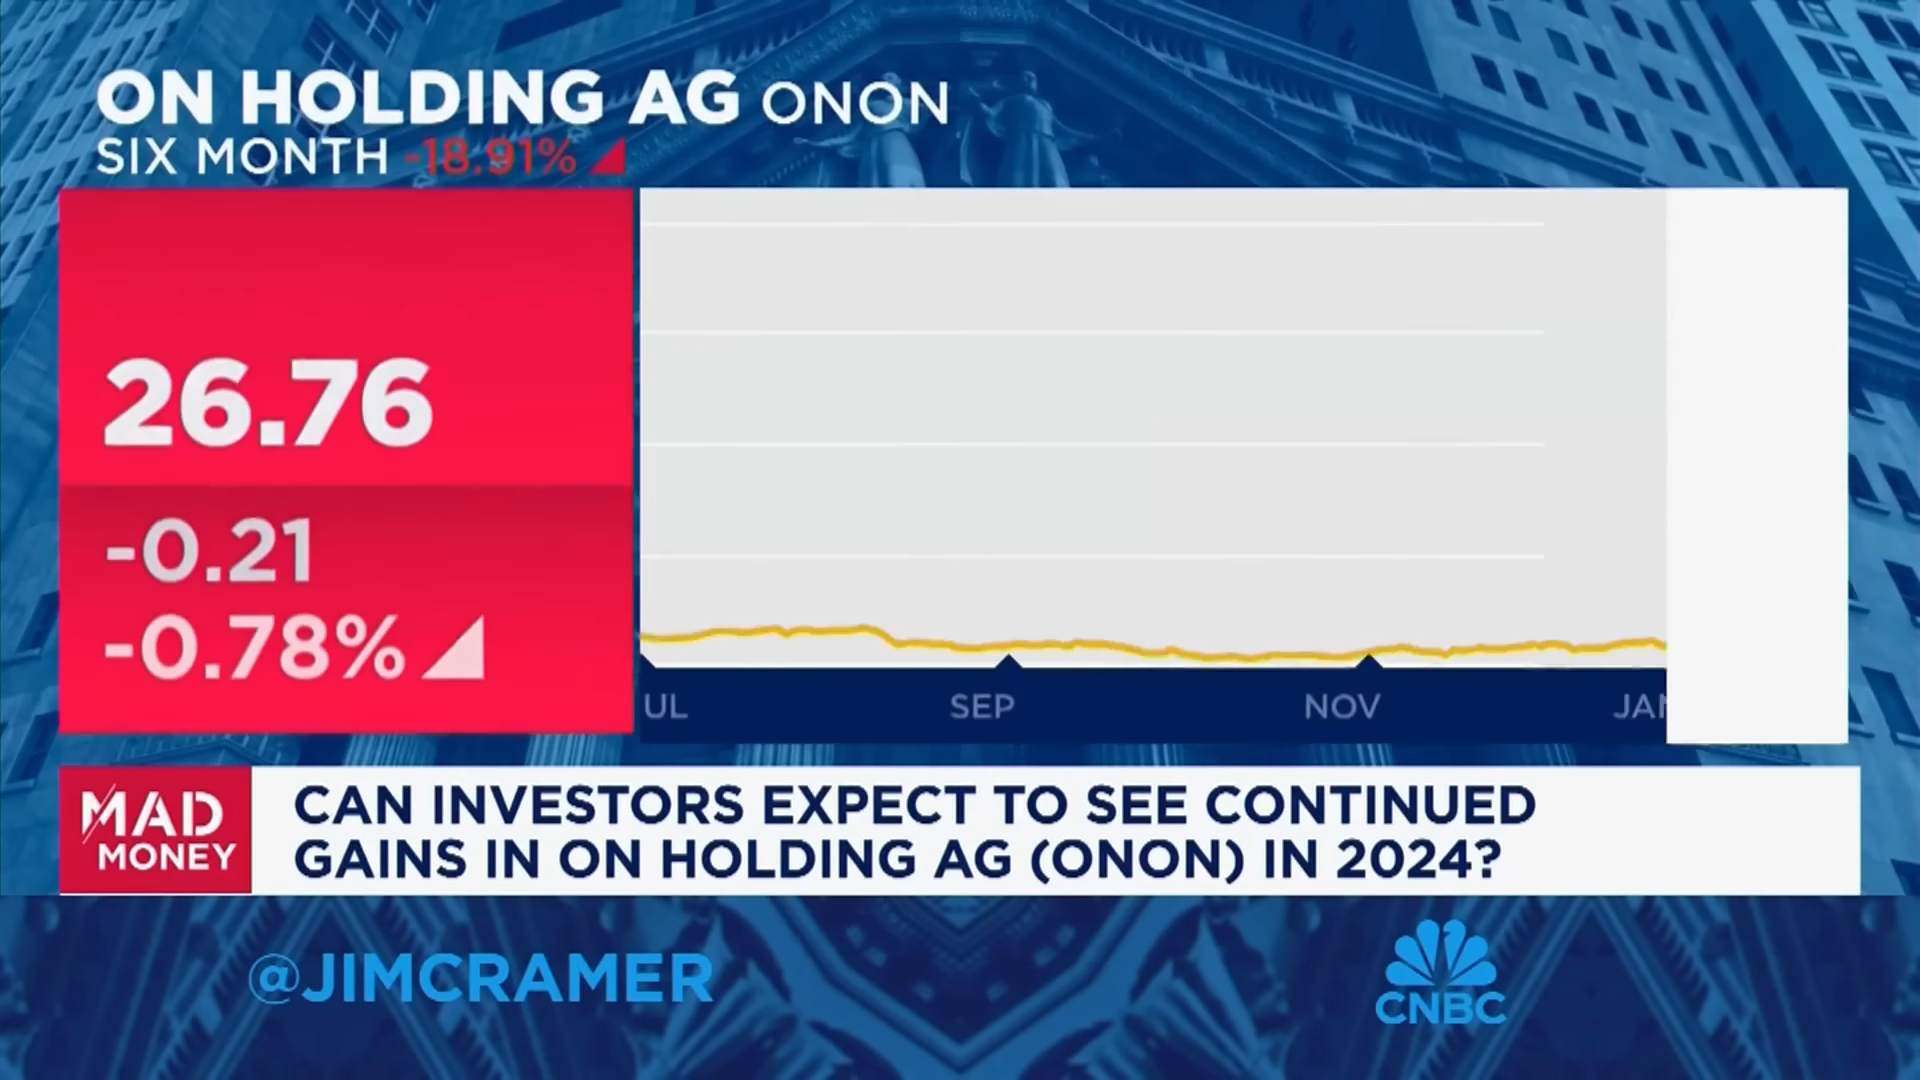 ON HOLDING AG ONON
SIX MONTH -18.91%
26.76
-0.21
-0.78%
UL SEP NOV JAN
MAD MONEY
CAN INVESTORS EXPECT TO SEE CONTINUED
GAINS IN ON HOLDING AG (ONON) IN 2024?
@JIMCRAMER
CNBC